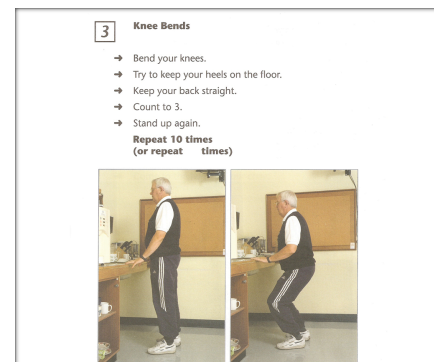 3 Knee Bends
➜ Bend your knees.
➜ Try to keep your heels on the floor.
➜ Keep your back straight.
➜ Count to 3.
➜ Stand up again.
Repeat 10 times
(or repeat times)